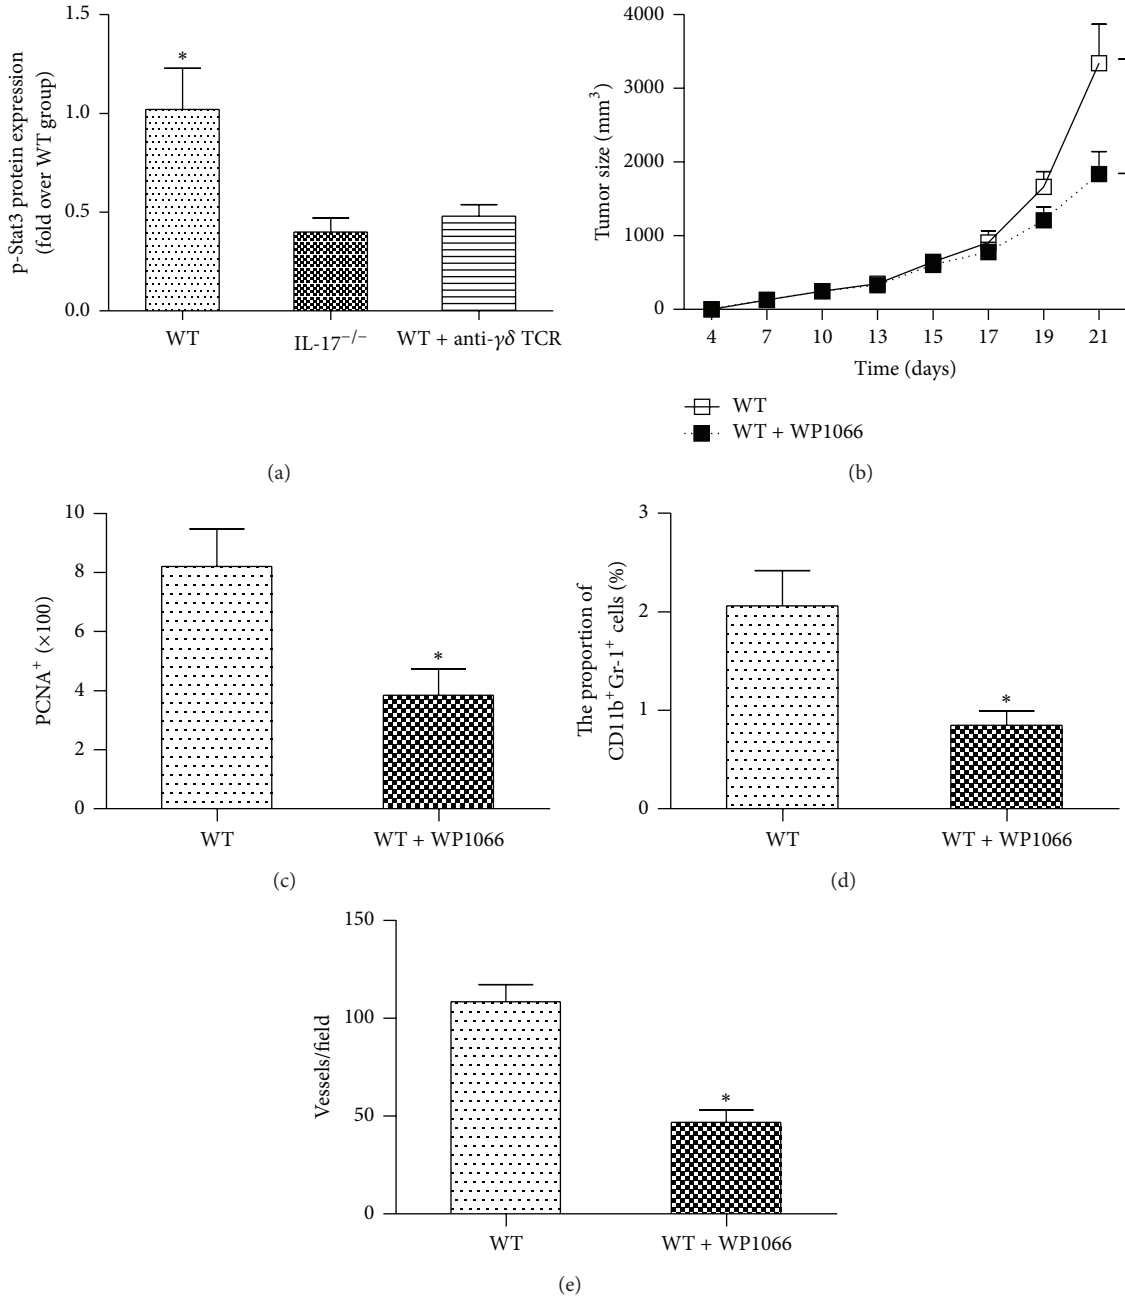 p-Stat3 protein expression
(fold over WT group)
1.5
1.0
0.5
0.0
*
WT
IL-17⁻/⁻
WT + anti-γδ TCR
(a)
Tumor size (mm³)
4000
3000
2000
1000
0
4 7 10 13 15 17 19 21
Time (days)
WT
WT + WP1066
(b)
PCNA⁺ (×100)
10
8
6
4
2
0
*
WT
WT + WP1066
(c)
The proportion of
CD11b⁺Gr-1⁺ cells (%)
3
2
1
0
*
WT
WT + WP1066
(d)
Vessels/field
150
100
50
0
*
WT
WT + WP1066
(e)